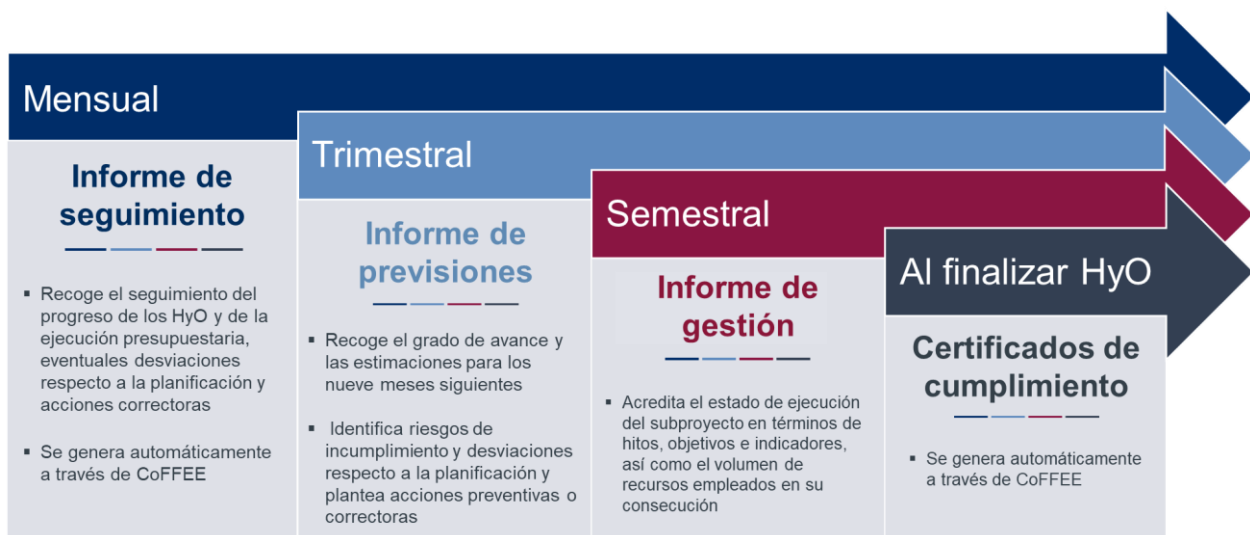 Mensual
Informe de
seguimiento
▪ Recoge el seguimiento del
progreso de los HyO y de la
ejecución presupuestaria,
eventuales desviaciones
respecto a la planificación y
acciones correctoras
▪ Se genera automáticamente
a través de CoFFEE
Trimestral
Informe de
previsiones
▪ Recoge el grado de avance y
las estimaciones para los
nueve meses siguientes
▪ Identifica riesgos de
incumplimiento y desviaciones
respecto a la planificación y
plantea acciones preventivas o
correctoras
Semestral
Informe de
gestión
▪ Acredita el estado de ejecución
del subproyecto en términos de
hitos, objetivos e indicadores,
así como el volumen de
recursos empleados en su
consecución
Al finalizar HyO
Certificados de
cumplimiento
▪ Se genera automáticamente
a través de CoFFEE